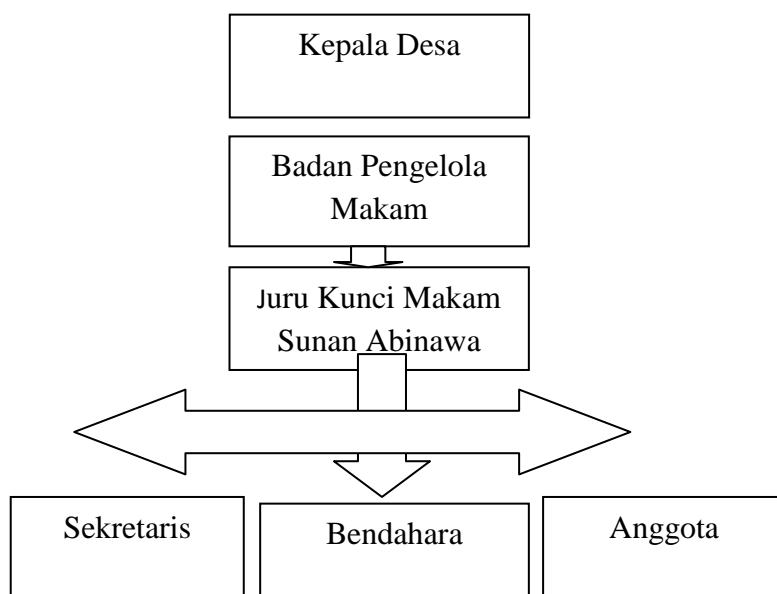 Kepala Desa
Badan Pengelola
Makam
Juru Kunci Makam
Sunan Abinawa
Sekretaris
Bendahara
Anggota